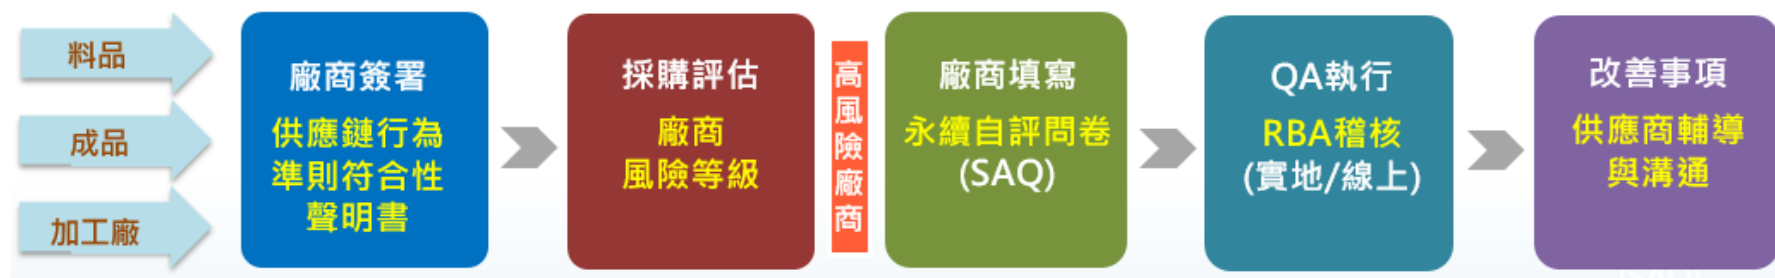 料品
成品
加工廠
廠商簽署
供應鏈行為
準則符合性
聲明書
採購評估
廠商
風險等級
高風險廠商
廠商填寫
永續自評問卷
(SAQ)
QA執行
RBA稽核
(實地/線上)
改善事項
供應商輔導
與溝通